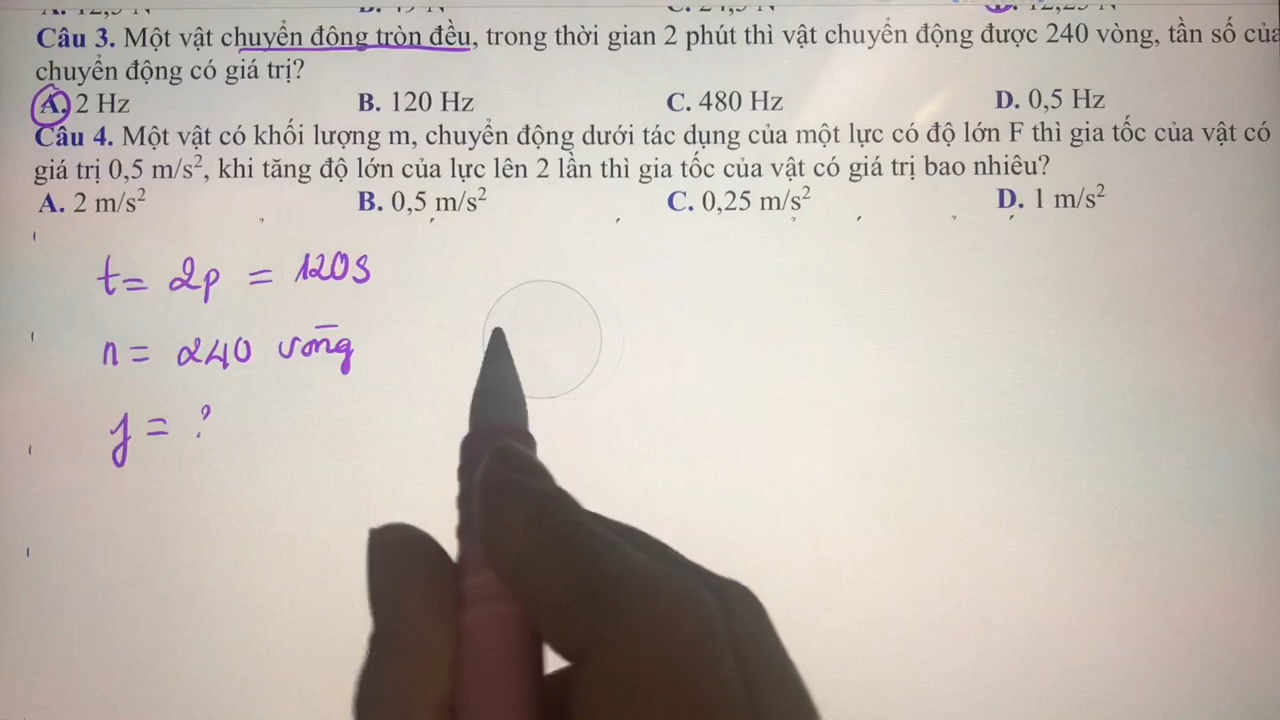 Câu 3. Một vật chuyển đông tròn đều, trong thời gian 2 phút thì vật chuyển động được 240 vòng, tần số của
chuyển động có giá trị?
A. 2 Hz B. 120 Hz C. 480 Hz D. 0,5 Hz
Câu 4. Một vật có khối lượng m, chuyển động dưới tác dụng của một lực có độ lớn F thì gia tốc của vật có
giá trị 0,5 m/s², khi tăng độ lớn của lực lên 2 lần thì gia tốc của vật có giá trị bao nhiêu?
A. 2 m/s² B. 0,5 m/s² C. 0,25 m/s² D. 1 m/s²
t = 2p = 120s
n = 240 vòng
f = ?